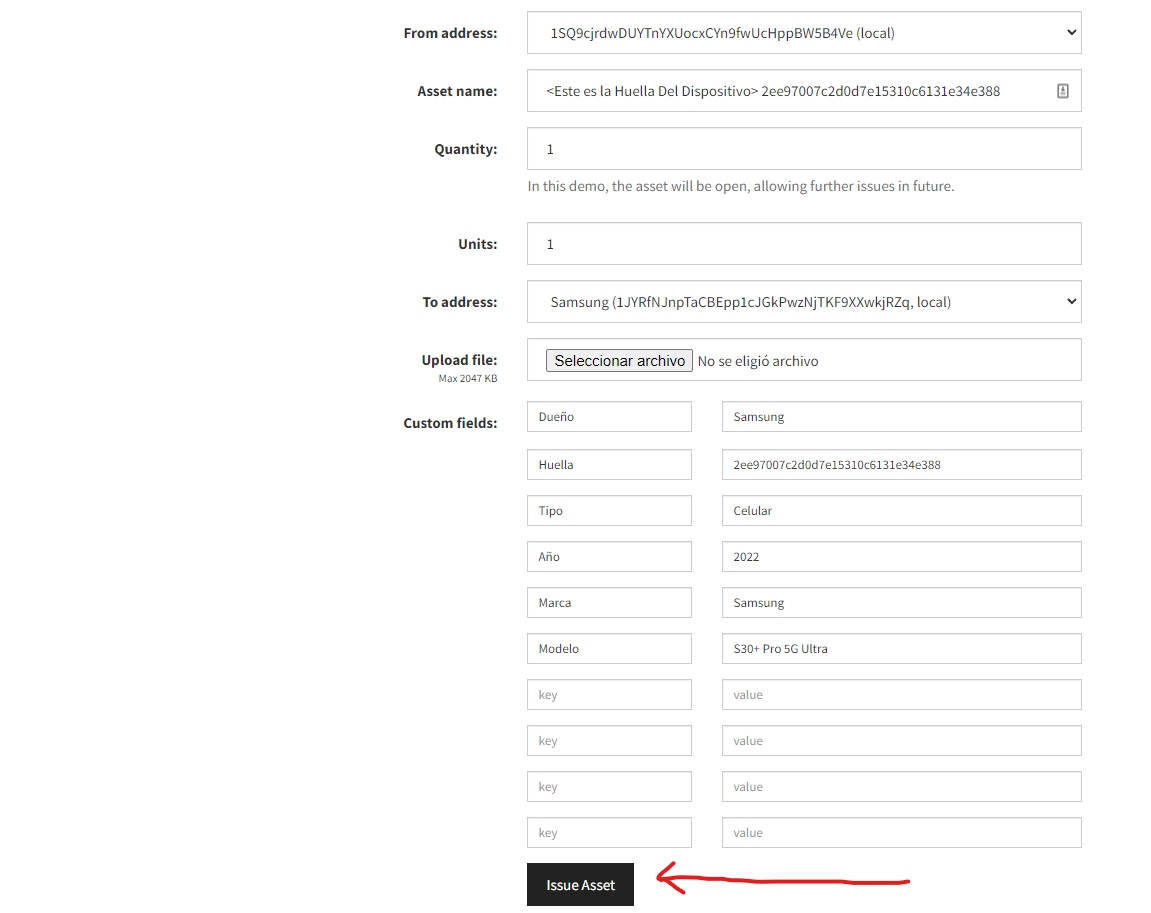 From address: 1SQ9cjrdwDUYTnYXUocxCYn9fwUcHppBW5B4Ve (local)
Asset name: <Este es la Huella Del Dispositivo> 2ee97007c2d0d7e15310c6131e34e388
Quantity: 1
In this demo, the asset will be open, allowing further issues in future.
Units: 1
To address: Samsung (1JYRfNJnpTaCBEpp1cJGkPwzNjTKF9XXwkjRZq, local)
Upload file: Seleccionar archivo No se eligió archivo
Max 2047 KB
Custom fields: Dueño Samsung
Huella 2ee97007c2d0d7e15310c6131e34e388
Tipo Celular
Año 2022
Marca Samsung
Modelo S30+ Pro 5G Ultra
key value
key value
key value
key value
Issue Asset